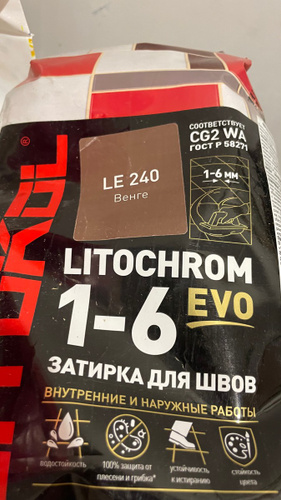 LE 240
Венге
СООТВЕТСТВУЕТ
CG2 WA
ГОСТ Р 58271
1-6 мм
LITOCHROM
1-6 EVO
ЗАТИРКА ДЛЯ ШВОВ
ВНУТРЕННИЕ И НАРУЖНЫЕ РАБОТЫ
водостойкость
100% защита от
плесени и грибка*
устойчивость
к истиранию
стойкость
цвета